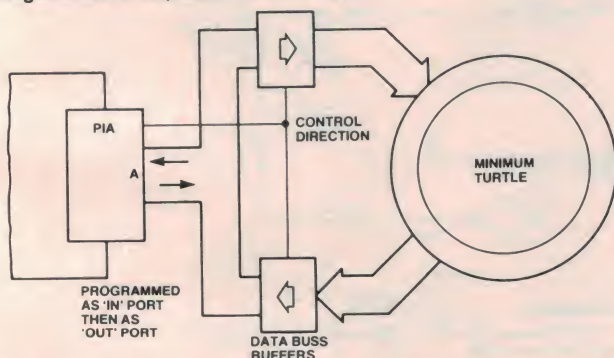 PIA
A
CONTROL
DIRECTION
MINIMUM
TURTLE
PROGRAMMED
AS 'IN' PORT
THEN AS
'OUT' PORT
DATA BUSS
BUFFERS